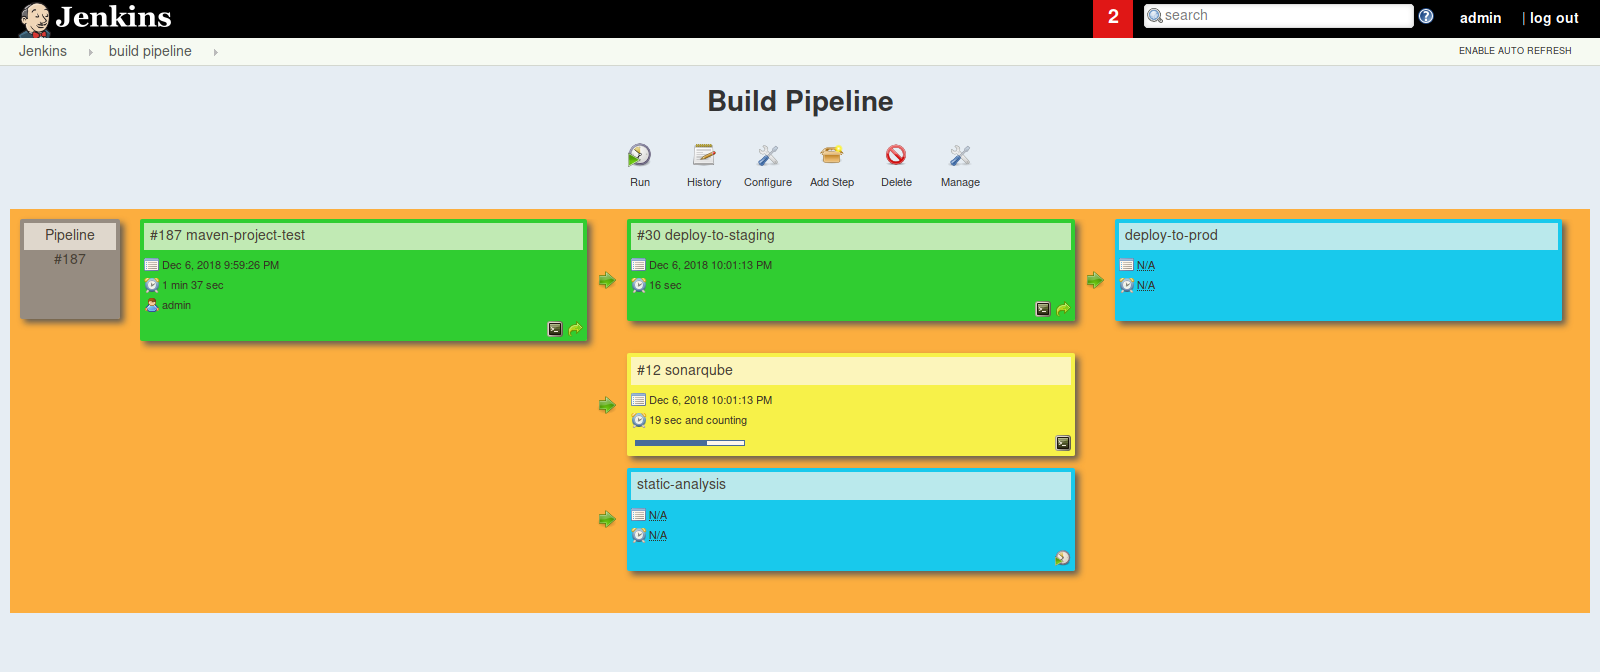 Jenkins
2
search
admin
| log out
Jenkins
build pipeline
ENABLE AUTO REFRESH
Build Pipeline
Run
History
Configure
Add Step
Delete
Manage
Pipeline
#187
#187 maven-project-test
Dec 6, 2018 9:59:26 PM
1 min 37 sec
admin
#30 deploy-to-staging
Dec 6, 2018 10:01:13 PM
16 sec
deploy-to-prod
N/A
N/A
#12 sonarqube
Dec 6, 2018 10:01:13 PM
19 sec and counting
static-analysis
N/A
N/A